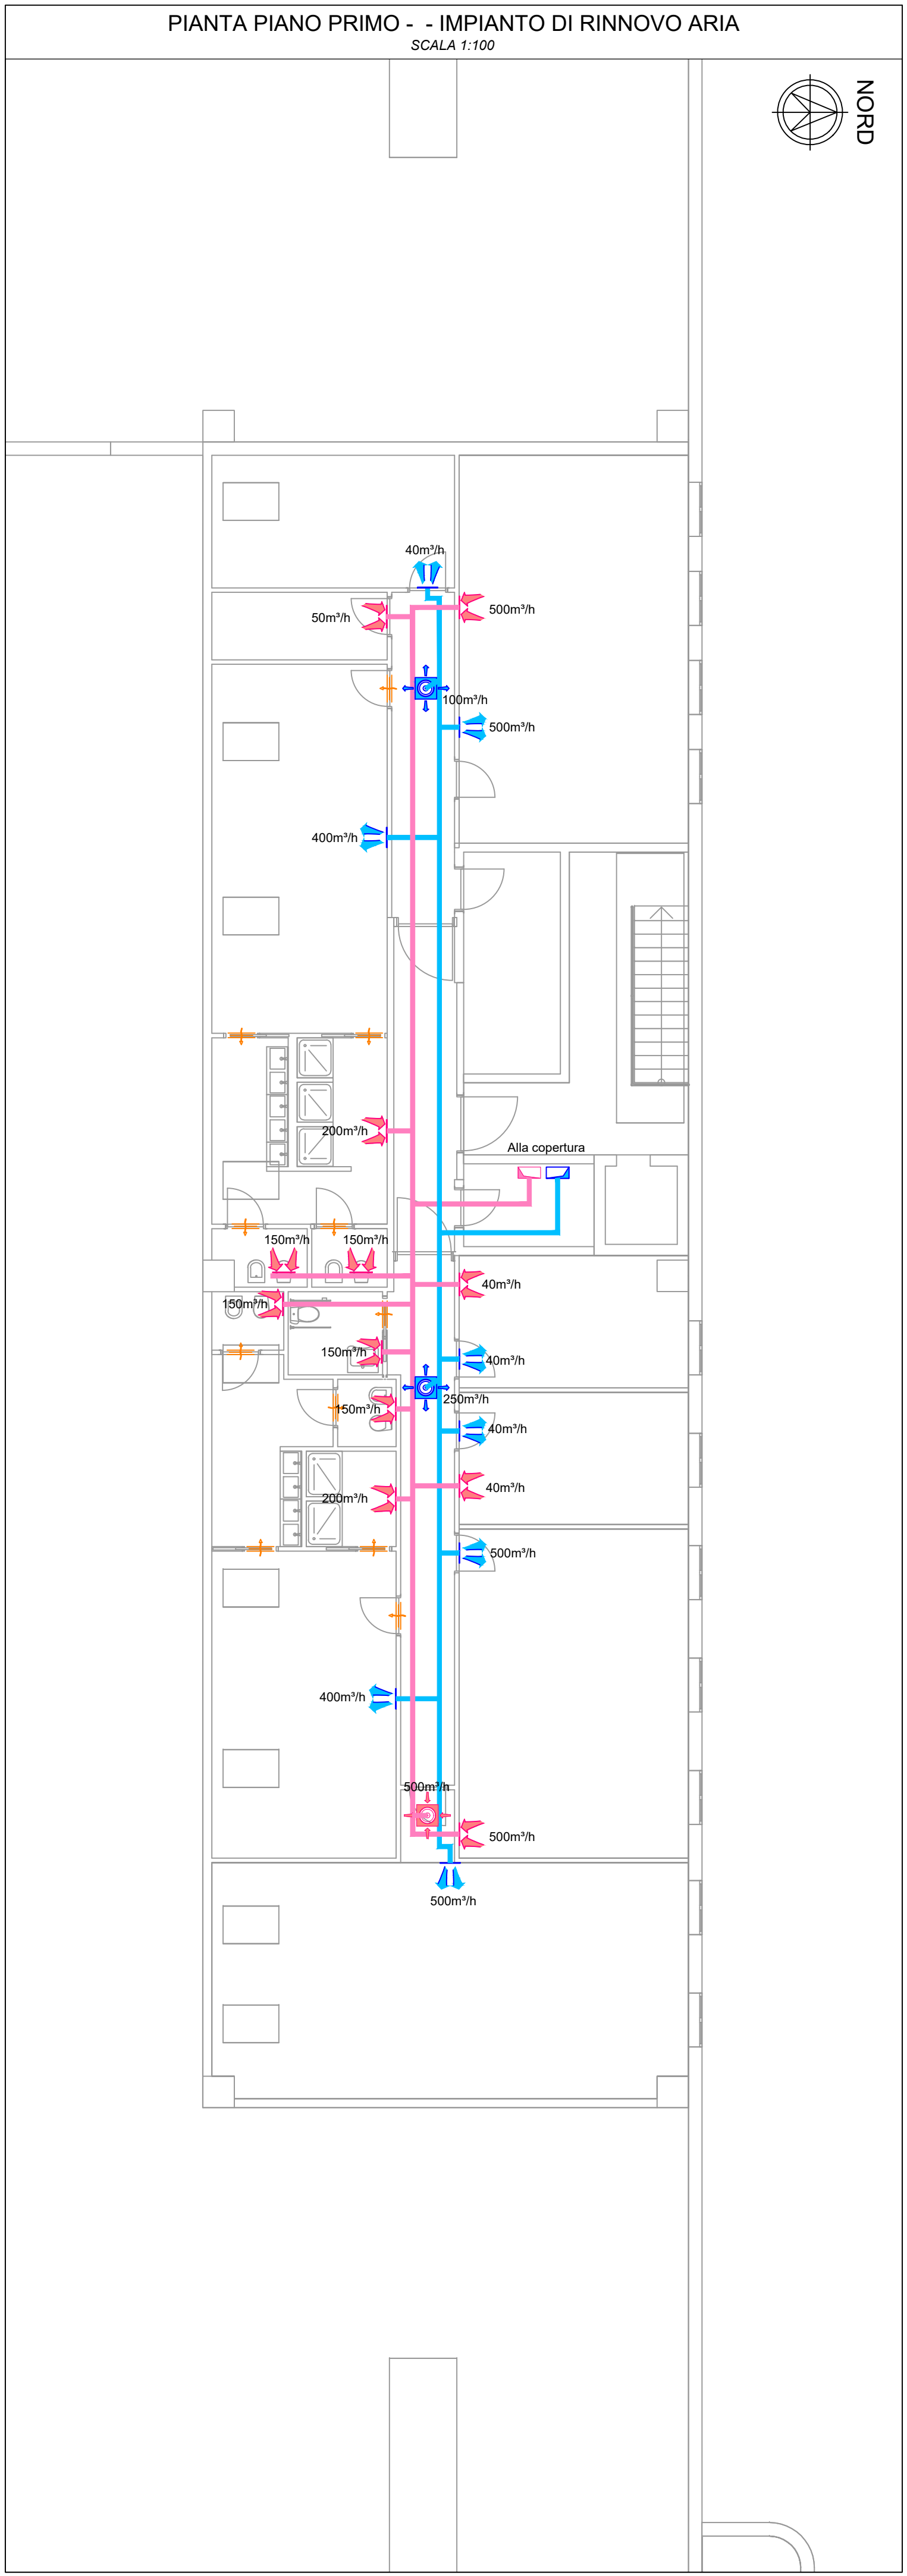 PIANTA PIANO PRIMO -  - IMPIANTO DI RINNOVO ARIA
SCALA 1:100
NORD
40m³/h
50m³/h
500m³/h
100m³/h
500m³/h
400m³/h
200m³/h
Alla copertura
150m³/h
150m³/h
40m³/h
150m³/h
150m³/h
40m³/h
250m³/h
150m³/h
40m³/h
40m³/h
200m³/h
500m³/h
400m³/h
500m³/h
500m³/h
500m³/h